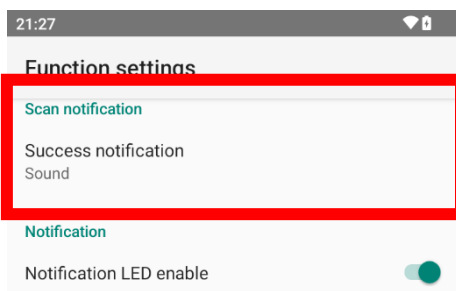 21:27
Function settings
Scan notification
Success notification
Sound
Notification
Notification LED enable